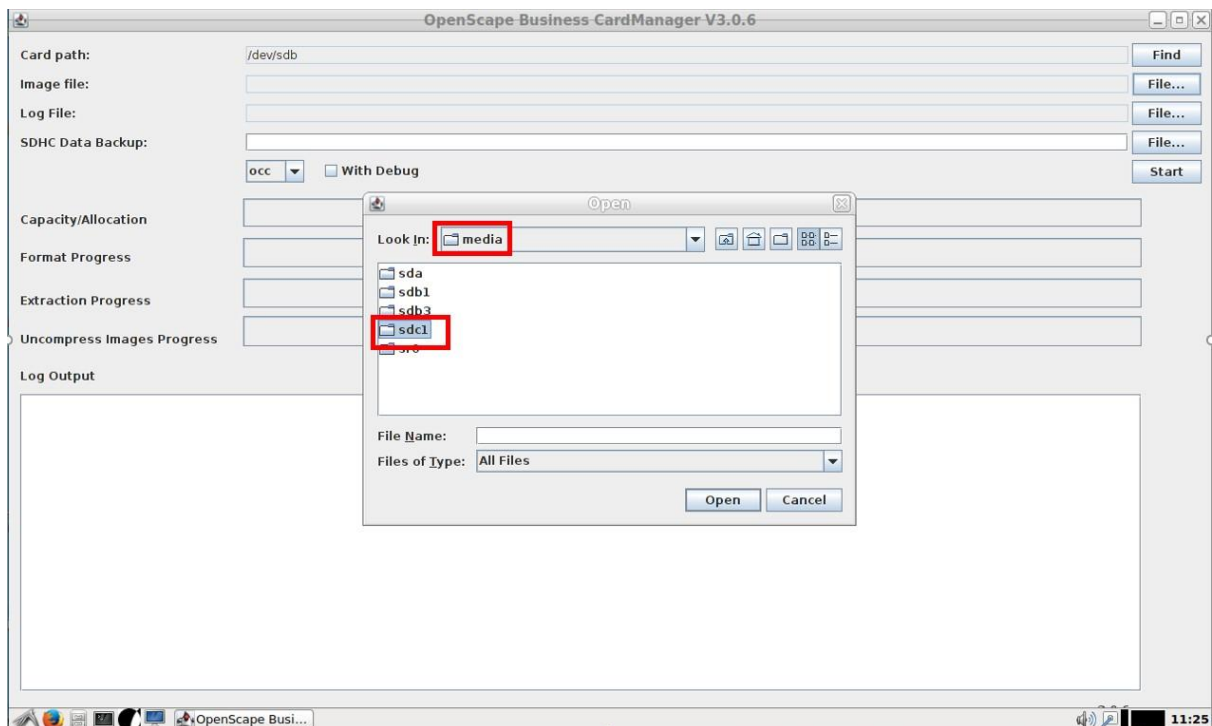 OpenScape Business CardManager V3.0.6
Card path: /dev/sdb Find
Image file: File...
Log File: File...
SDHC Data Backup: File...
occ With Debug Start
Capacity/Allocation
Format Progress
Extraction Progress
Uncompress Images Progress
Log Output
Open
Look In: media
sda
sdb1
sdb3
sdc1
File Name:
Files of Type: All Files
Open Cancel
OpenScape Busi...
11:25